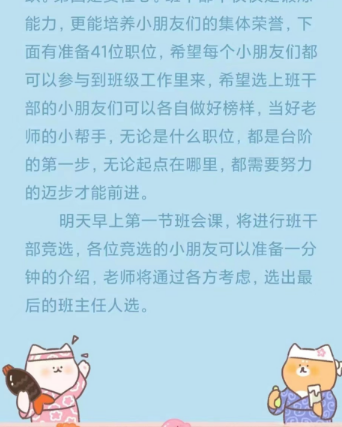 能力，更能培养小朋友们的集体荣誉，下
面有准备41位职位，希望每个小朋友们都
可以参与到班级工作里来，希望选上班干
部的小朋友们可以各自做好榜样，当好老
师的小帮手，无论是什么职位，都是台阶
的第一步，无论起点在哪里，都需要努力
的迈步才能前进。
明天早上第一节班会课，将进行班干
部竞选，各位竞选的小朋友可以准备一分
钟的介绍，老师将通过各方考虑，选出最
后的班主任人选。